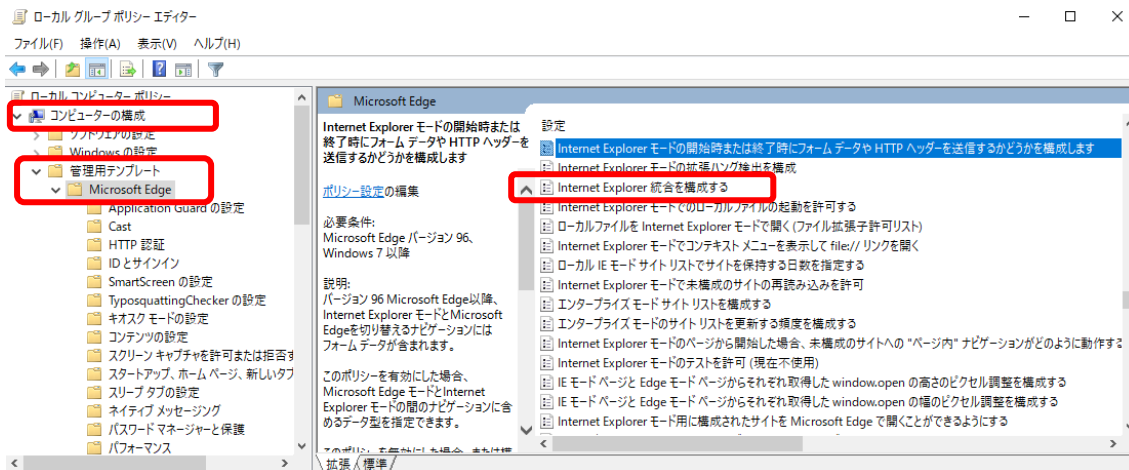 ローカル グループ ポリシー エディター
ファイル(F) 操作(A) 表示(V) ヘルプ(H)
ローカル コンピューター ポリシー
コンピューターの構成
ソフトウェアの設定
Windows の設定
管理用テンプレート
Microsoft Edge
Application Guard の設定
Cast
HTTP 認証
ID とサインイン
SmartScreen の設定
TyposquattingChecker の設定
キオスク モードの設定
コンテンツの設定
スクリーン キャプチャを許可または拒否す
スタートアップ、ホーム ページ、新しいタブ
スリープ タブの設定
ネイティブ メッセージング
パスワード マネージャーと保護
パフォーマンス
Microsoft Edge
Internet Explorer モードの開始時または
終了時にフォーム データや HTTP ヘッダーを
送信するかどうかを構成します
ポリシー設定の編集
必要条件:
Microsoft Edge バージョン 96、
Windows 7 以降
説明:
バージョン 96 Microsoft Edge以降、
Internet Explorer モードとMicrosoft
Edgeを切り替えるナビゲーションには
フォーム データが含まれます。
このポリシーを有効にした場合、
Microsoft Edge モードとInternet
Explorer モードの間のナビゲーションに含
めるデータ型を指定できます。
設定
Internet Explorer モードの開始時または終了時にフォーム データや HTTP ヘッダーを送信するかどうかを構成します
Internet Explorer モードの拡張ハング検出を構成
Internet Explorer 統合を構成する
Internet Explorer モードでのローカルファイルの起動を許可する
ローカルファイルを Internet Explorer モードで開く(ファイル拡張子許可リスト)
Internet Explorer モードでコンテキスト メニューを表示して file:// リンクを開く
ローカル IE モード サイト リストでサイトを保持する日数を指定する
Internet Explorer モードで未構成のサイトの再読み込みを許可
エンタープライズ モード サイト リストを構成する
エンタープライズ モードのサイト リストを更新する頻度を構成する
Internet Explorer モードのページから開始した場合、未構成のサイトへの "ページ内" ナビゲーションがどのように動作する
Internet Explorer モードのテストを許可 (現在不使用)
IE モード ページと Edge モード ページからそれぞれ取得した window.open の高さのピクセル調整を構成する
IE モード ページと Edge モード ページからそれぞれ取得した window.open の幅のピクセル調整を構成する
Internet Explorer モード用に構成されたサイトを Microsoft Edge で開くことができるようにする
拡張 標準